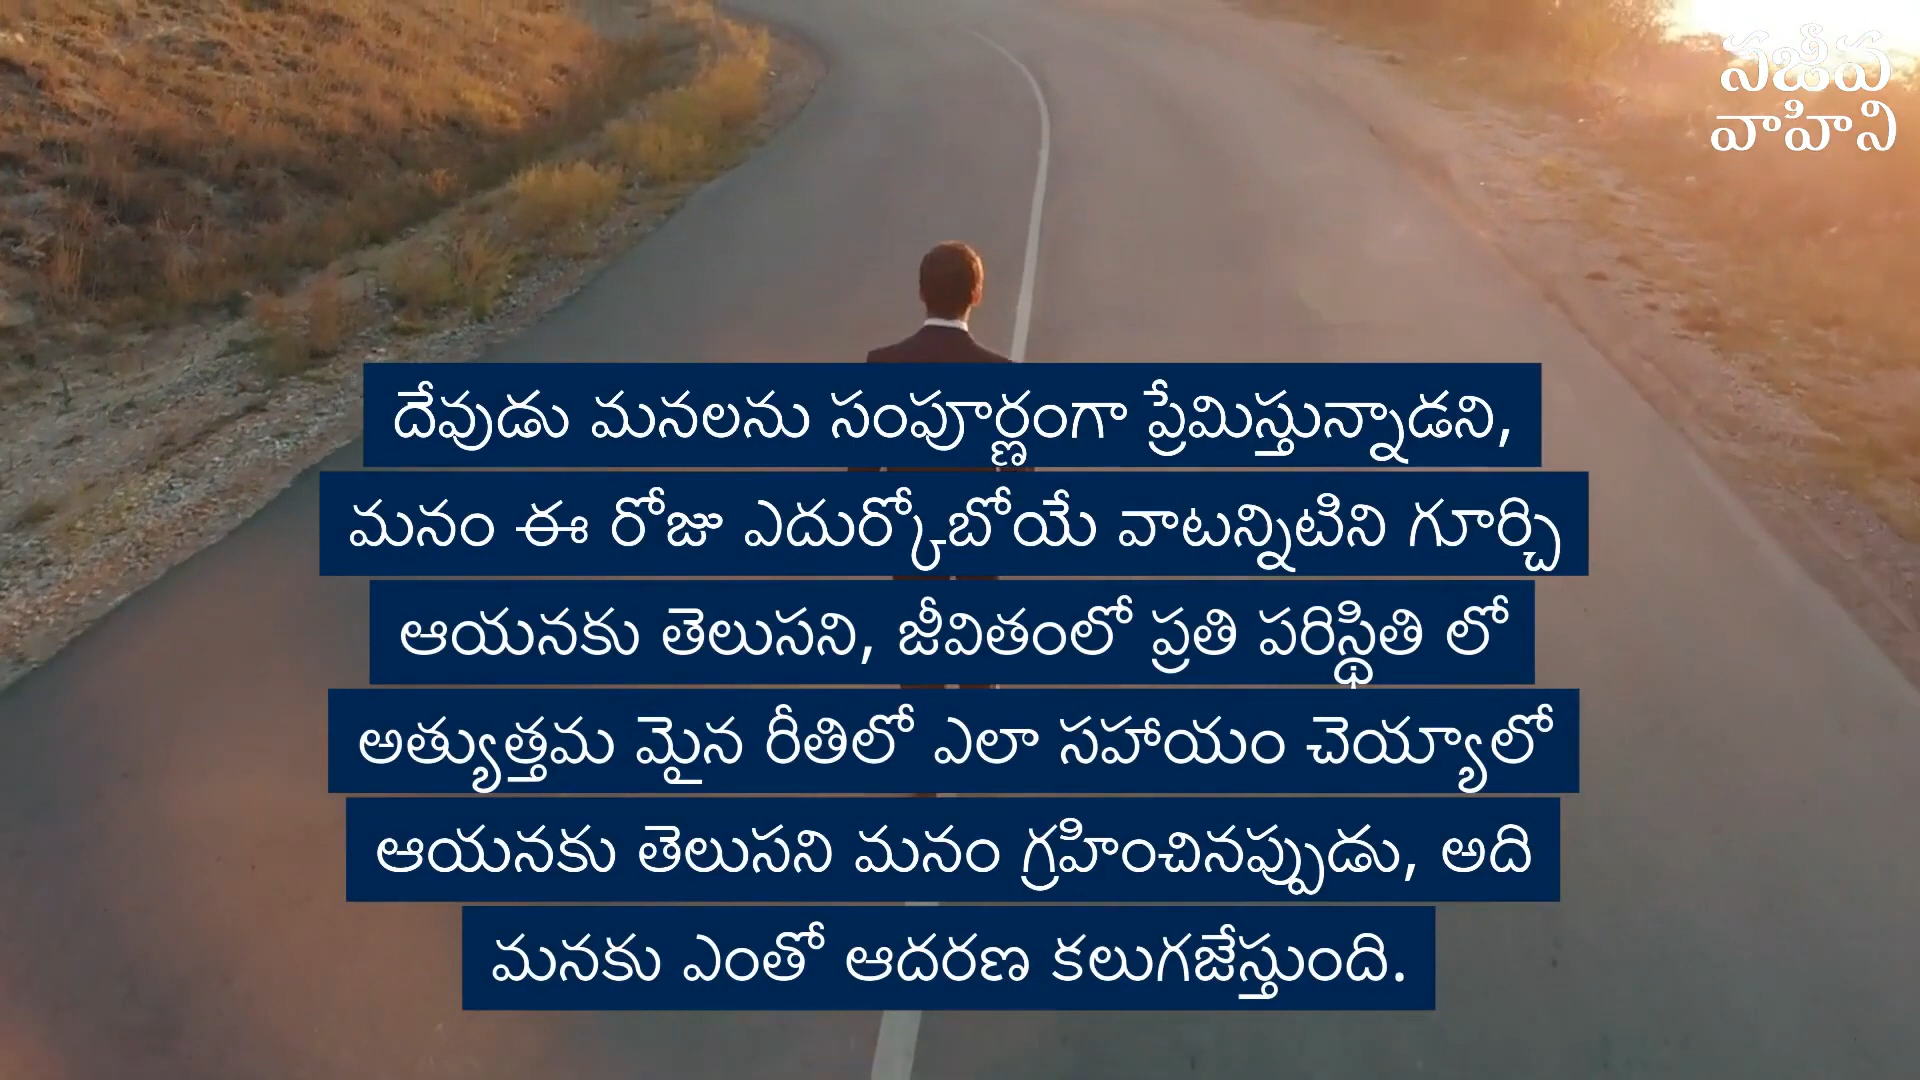 సజీవ
వాహిని
దేవుడు మనలను సంపూర్ణంగా ప్రేమిస్తున్నాడని,
మనం ఈ రోజు ఎదుర్కోబోయే వాటన్నిటిని గూర్చి
ఆయనకు తెలుసని, జీవితంలో ప్రతి పరిస్థితి లో
అత్యుత్తమ మైన రీతిలో ఎలా సహాయం చెయ్యాలో
ఆయనకు తెలుసని మనం గ్రహించినప్పుడు, అది
మనకు ఎంతో ఆదరణ కలుగజేస్తుంది.